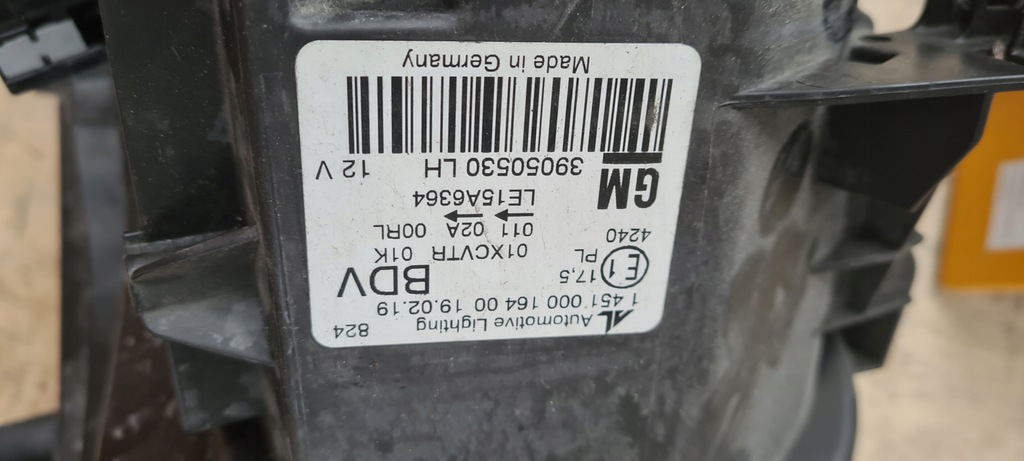 AL Automotive Lighting 824
1 451 000 164 00 19.02.19
E1 17,5 BDV
PL 01XCVTR 01K
4240 011 02A 00RL
LE15A6364
GM 39050530 LH 12 V
Made in Germany